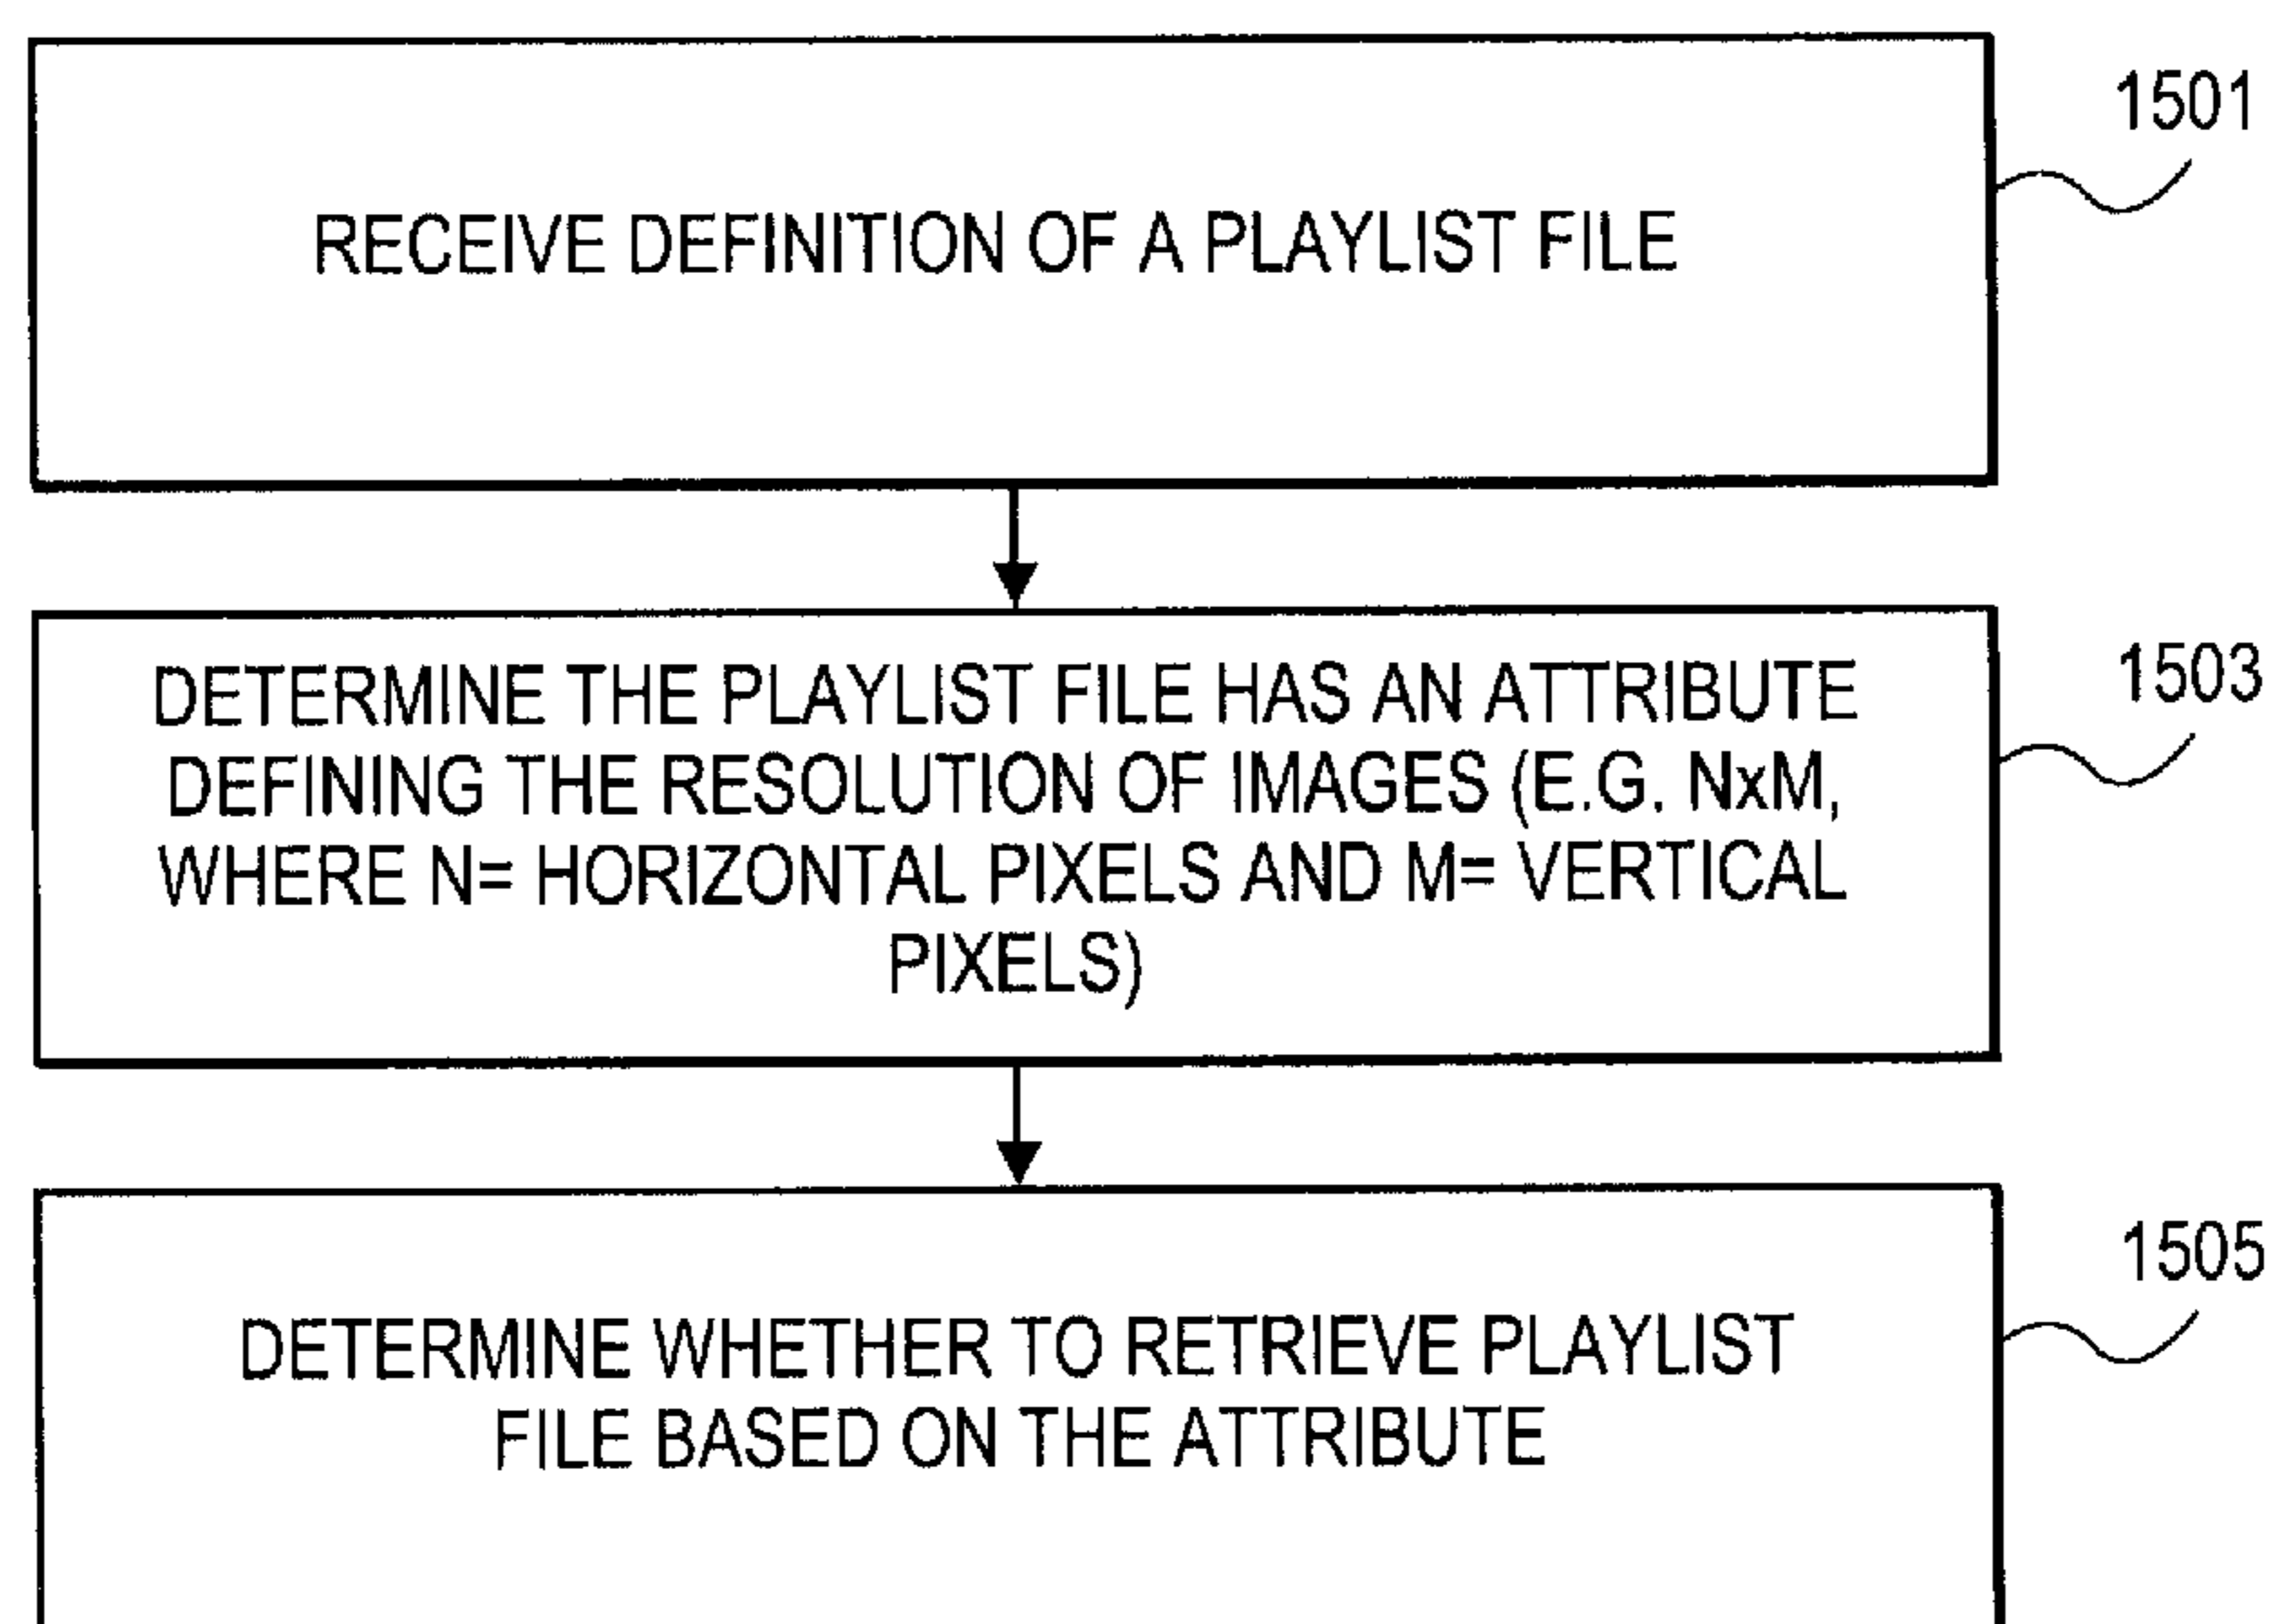 1501
RECEIVE DEFINITION OF A PLAYLIST FILE
1503
DETERMINE THE PLAYLIST FILE HAS AN ATTRIBUTE
DEFINING THE RESOLUTION OF IMAGES (E.G. NxM,
WHERE N= HORIZONTAL PIXELS AND M= VERTICAL
PIXELS)
1505
DETERMINE WHETHER TO RETRIEVE PLAYLIST
FILE BASED ON THE ATTRIBUTE